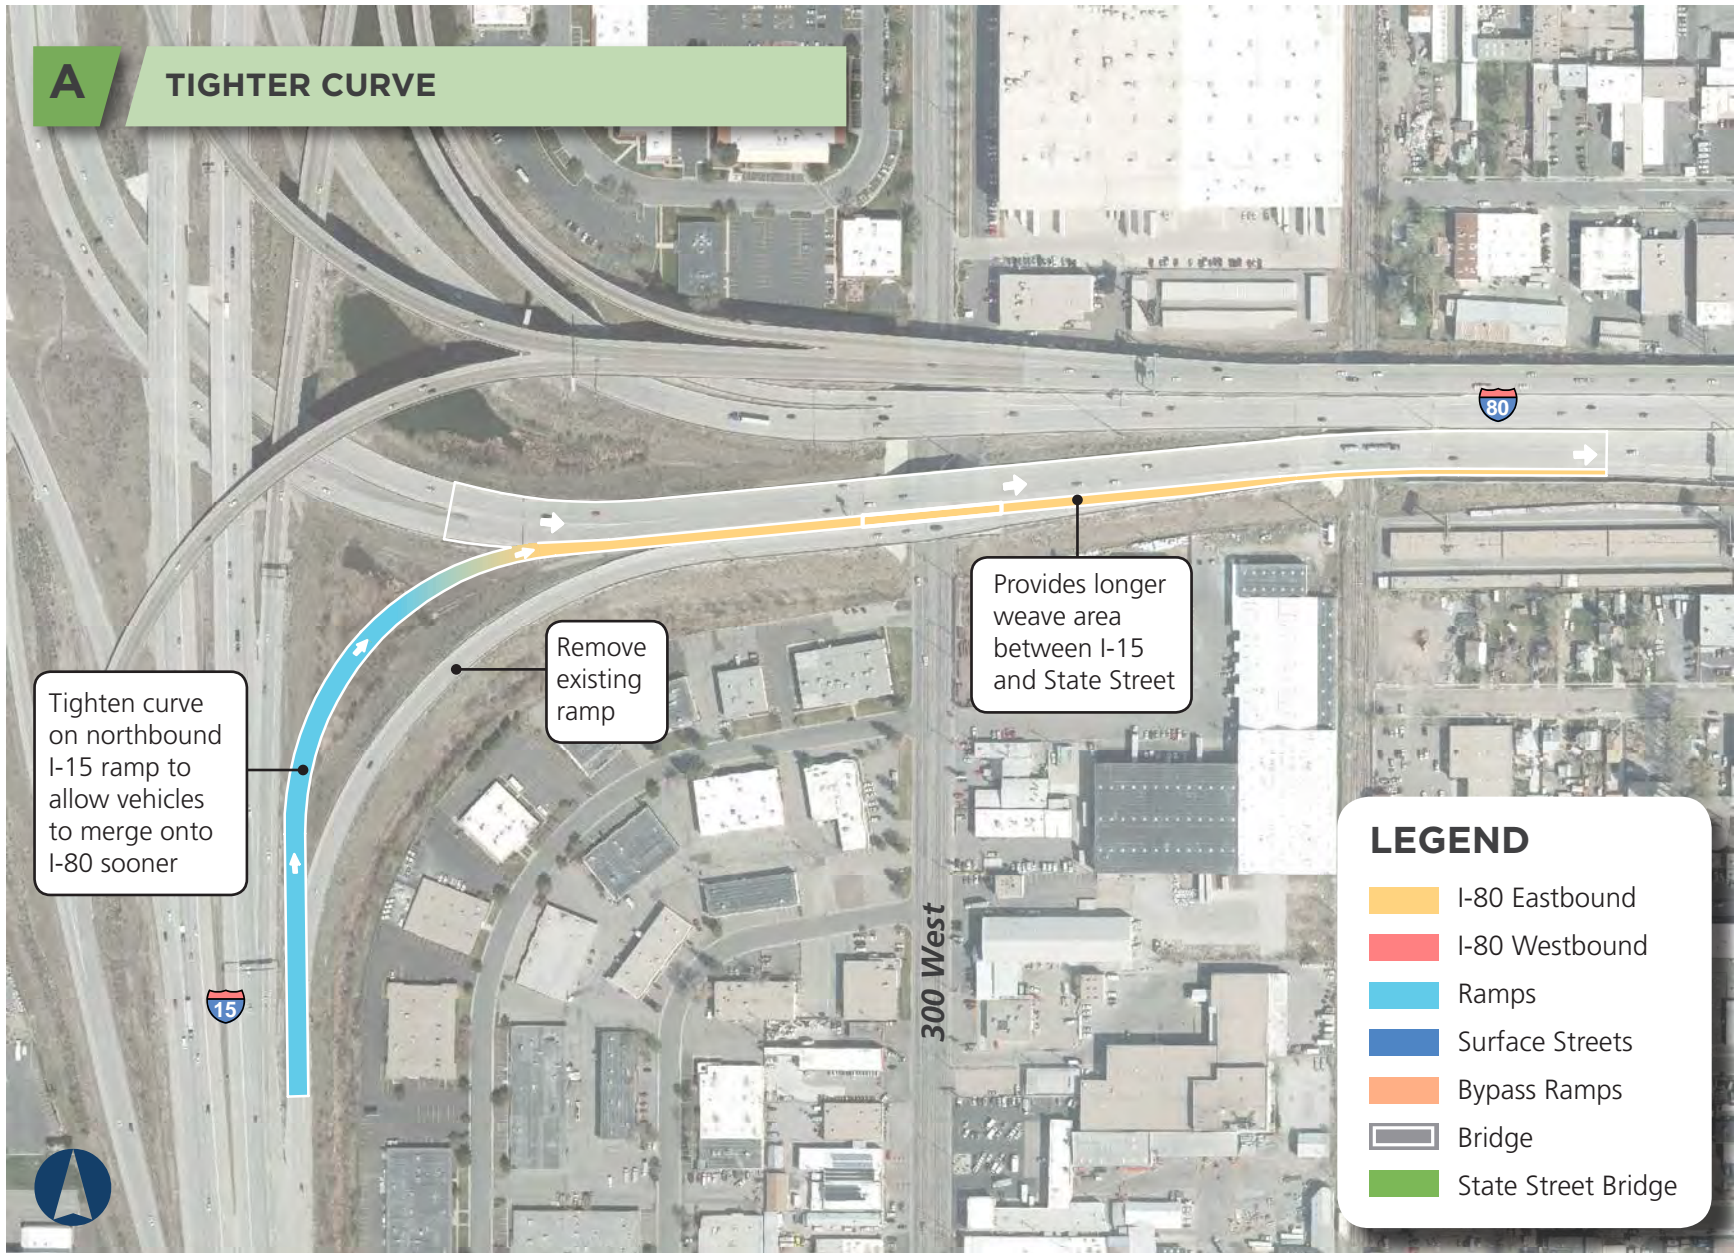 A
TIGHTER CURVE
80
Provides longer
weave area
between I-15
and State Street
Remove
existing
ramp
Tighten curve
on northbound
I-15 ramp to
allow vehicles
to merge onto
I-80 sooner
15
300 West
LEGEND
I-80 Eastbound
I-80 Westbound
Ramps
Surface Streets
Bypass Ramps
Bridge
State Street Bridge